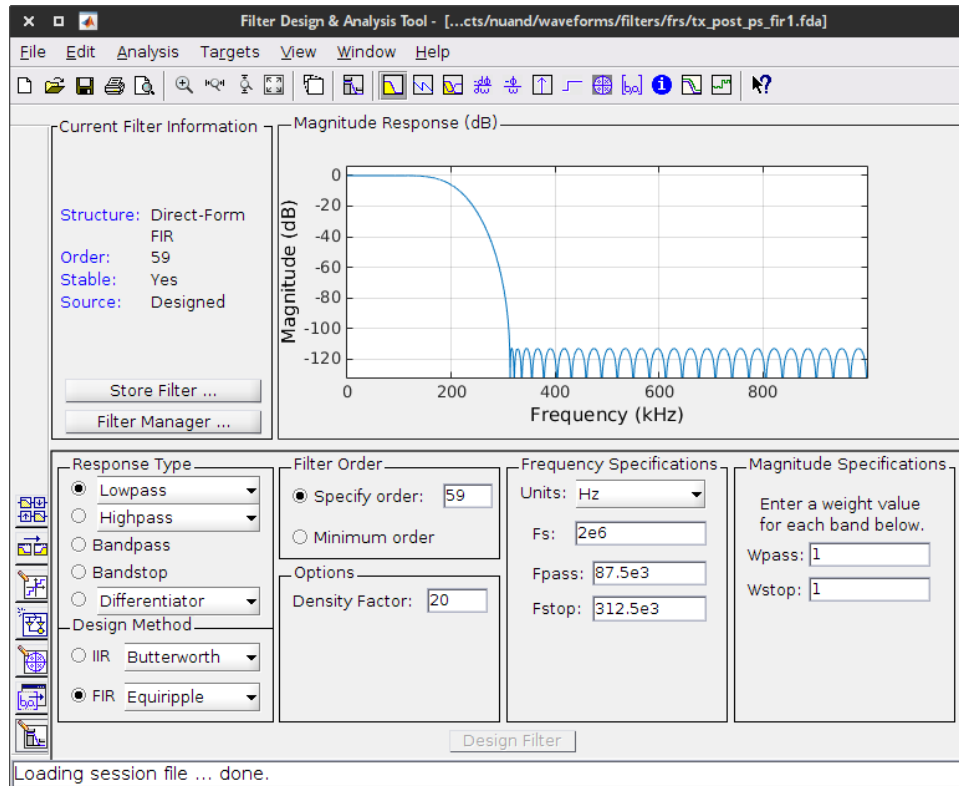 Filter Design & Analysis Tool - [...cts/nuand/waveforms/filters/frs/tx_post_ps_fir1.fda]
File Edit Analysis Targets View Window Help
Current Filter Information
Structure: Direct-Form
FIR
Order: 59
Stable: Yes
Source: Designed
Store Filter ...
Filter Manager ...
Magnitude Response (dB)
Magnitude (dB)
0
-20
-40
-60
-80
-100
-120
0 200 400 600 800
Frequency (kHz)
Response Type
Lowpass
Highpass
Bandpass
Bandstop
Differentiator
Design Method
IIR Butterworth
FIR Equiripple
Filter Order
Specify order: 59
Minimum order
Options
Density Factor: 20
Frequency Specifications
Units: Hz
Fs: 2e6
Fpass: 87.5e3
Fstop: 312.5e3
Magnitude Specifications
Enter a weight value
for each band below.
Wpass: 1
Wstop: 1
Design Filter
Loading session file ... done.